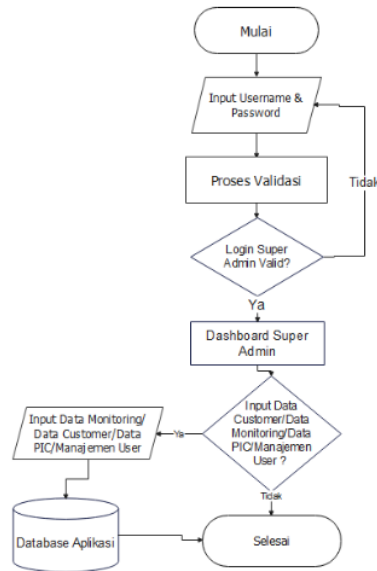 Mulai
Input Username &
Password
Proses Validasi
Tidak
Login Super
Admin Valid?
Ya
Dashboard Super
Admin
Input Data
Customer/Data
Monitoring/Data
PIC/Manajemen
User ?
Ya
Input Data Monitoring/
Data Customer/Data
PIC/Manajemen User
Tidak
Database Aplikasi
Selesai